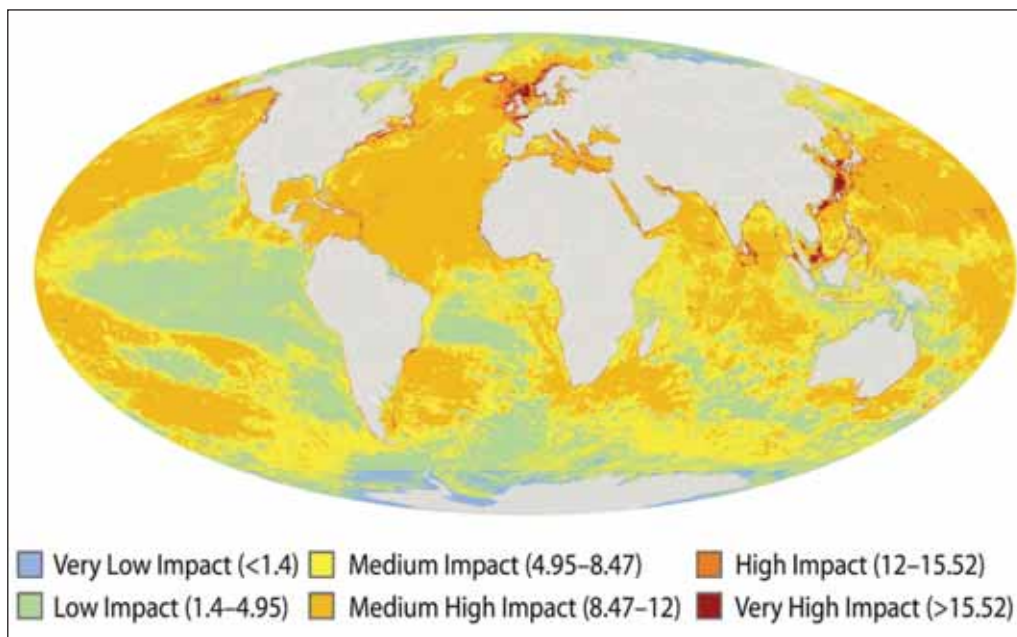 Very Low Impact (<1.4)
Medium Impact (4.95–8.47)
High Impact (12–15.52)
Low Impact (1.4–4.95)
Medium High Impact (8.47–12)
Very High Impact (>15.52)